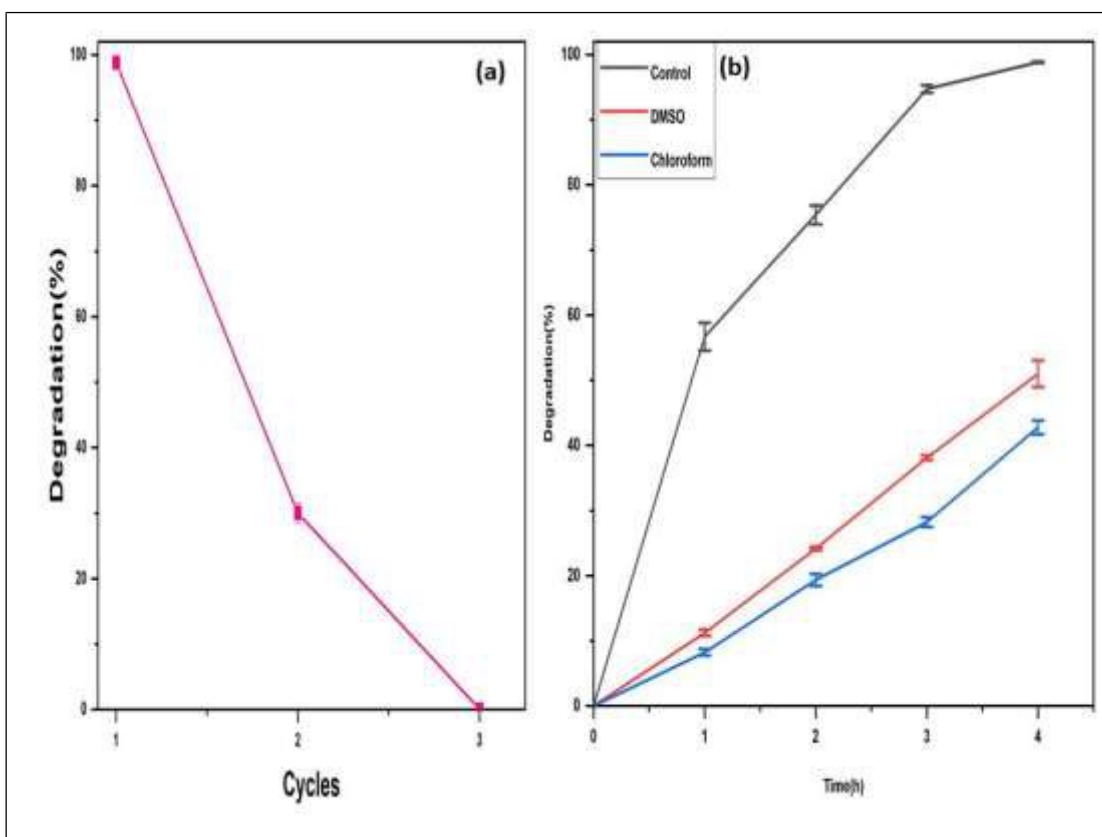 (a)
100
80
60
40
20
0
Degradation(%)
1
2
3
Cycles
(b)
Control
DMSO
Chloroform
100
80
60
40
20
0
Degradation(%)
0
1
2
3
4
Time(h)